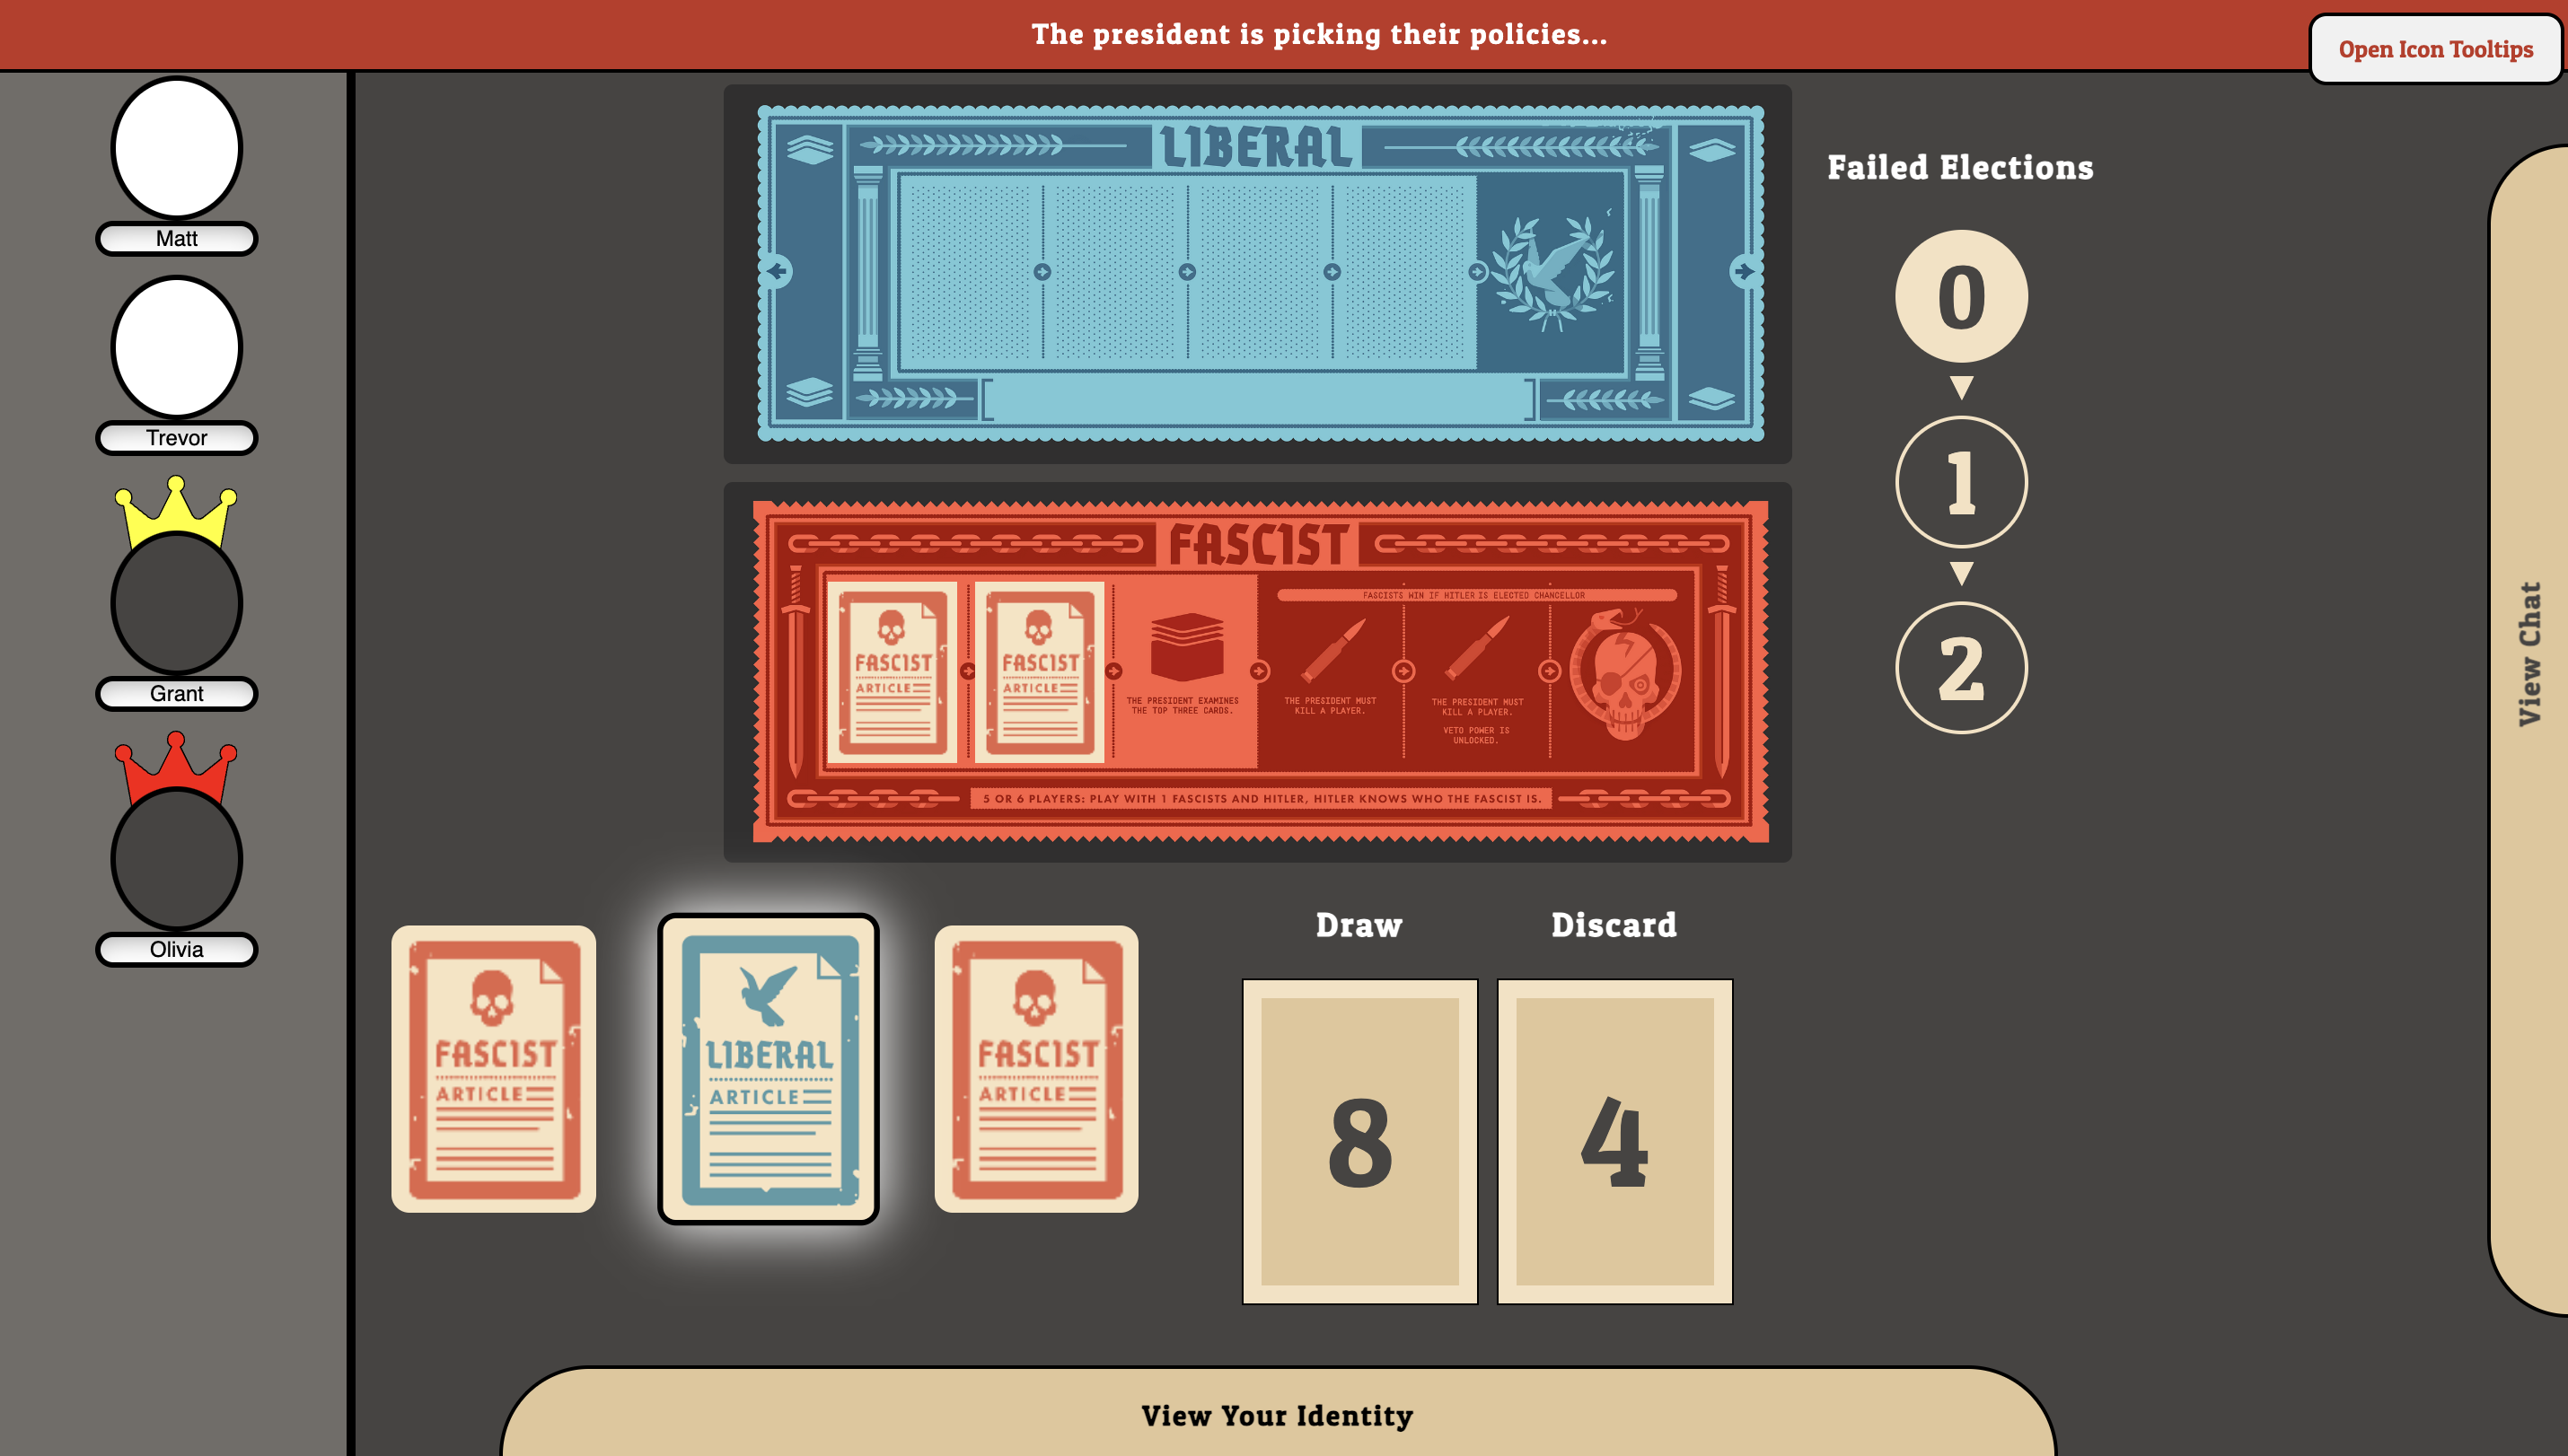 The president is picking their policies...
Open Icon Tooltips
Matt
Trevor
Grant
Olivia
LIBERAL
Failed Elections
0
1
2
FASCIST
FASCISTS WIN IF HITLER IS ELECTED CHANCELLOR
FASCIST
ARTICLE
FASCIST
ARTICLE
THE PRESIDENT EXAMINES
THE TOP THREE CARDS.
THE PRESIDENT MUST
KILL A PLAYER.
THE PRESIDENT MUST
KILL A PLAYER.
VETO POWER IS
UNLOCKED.
5 OR 6 PLAYERS: PLAY WITH 1 FASCISTS AND HITLER, HITLER KNOWS WHO THE FASCIST IS.
View Chat
FASCIST
ARTICLE
LIBERAL
ARTICLE
FASCIST
ARTICLE
Draw
8
Discard
4
View Your Identity